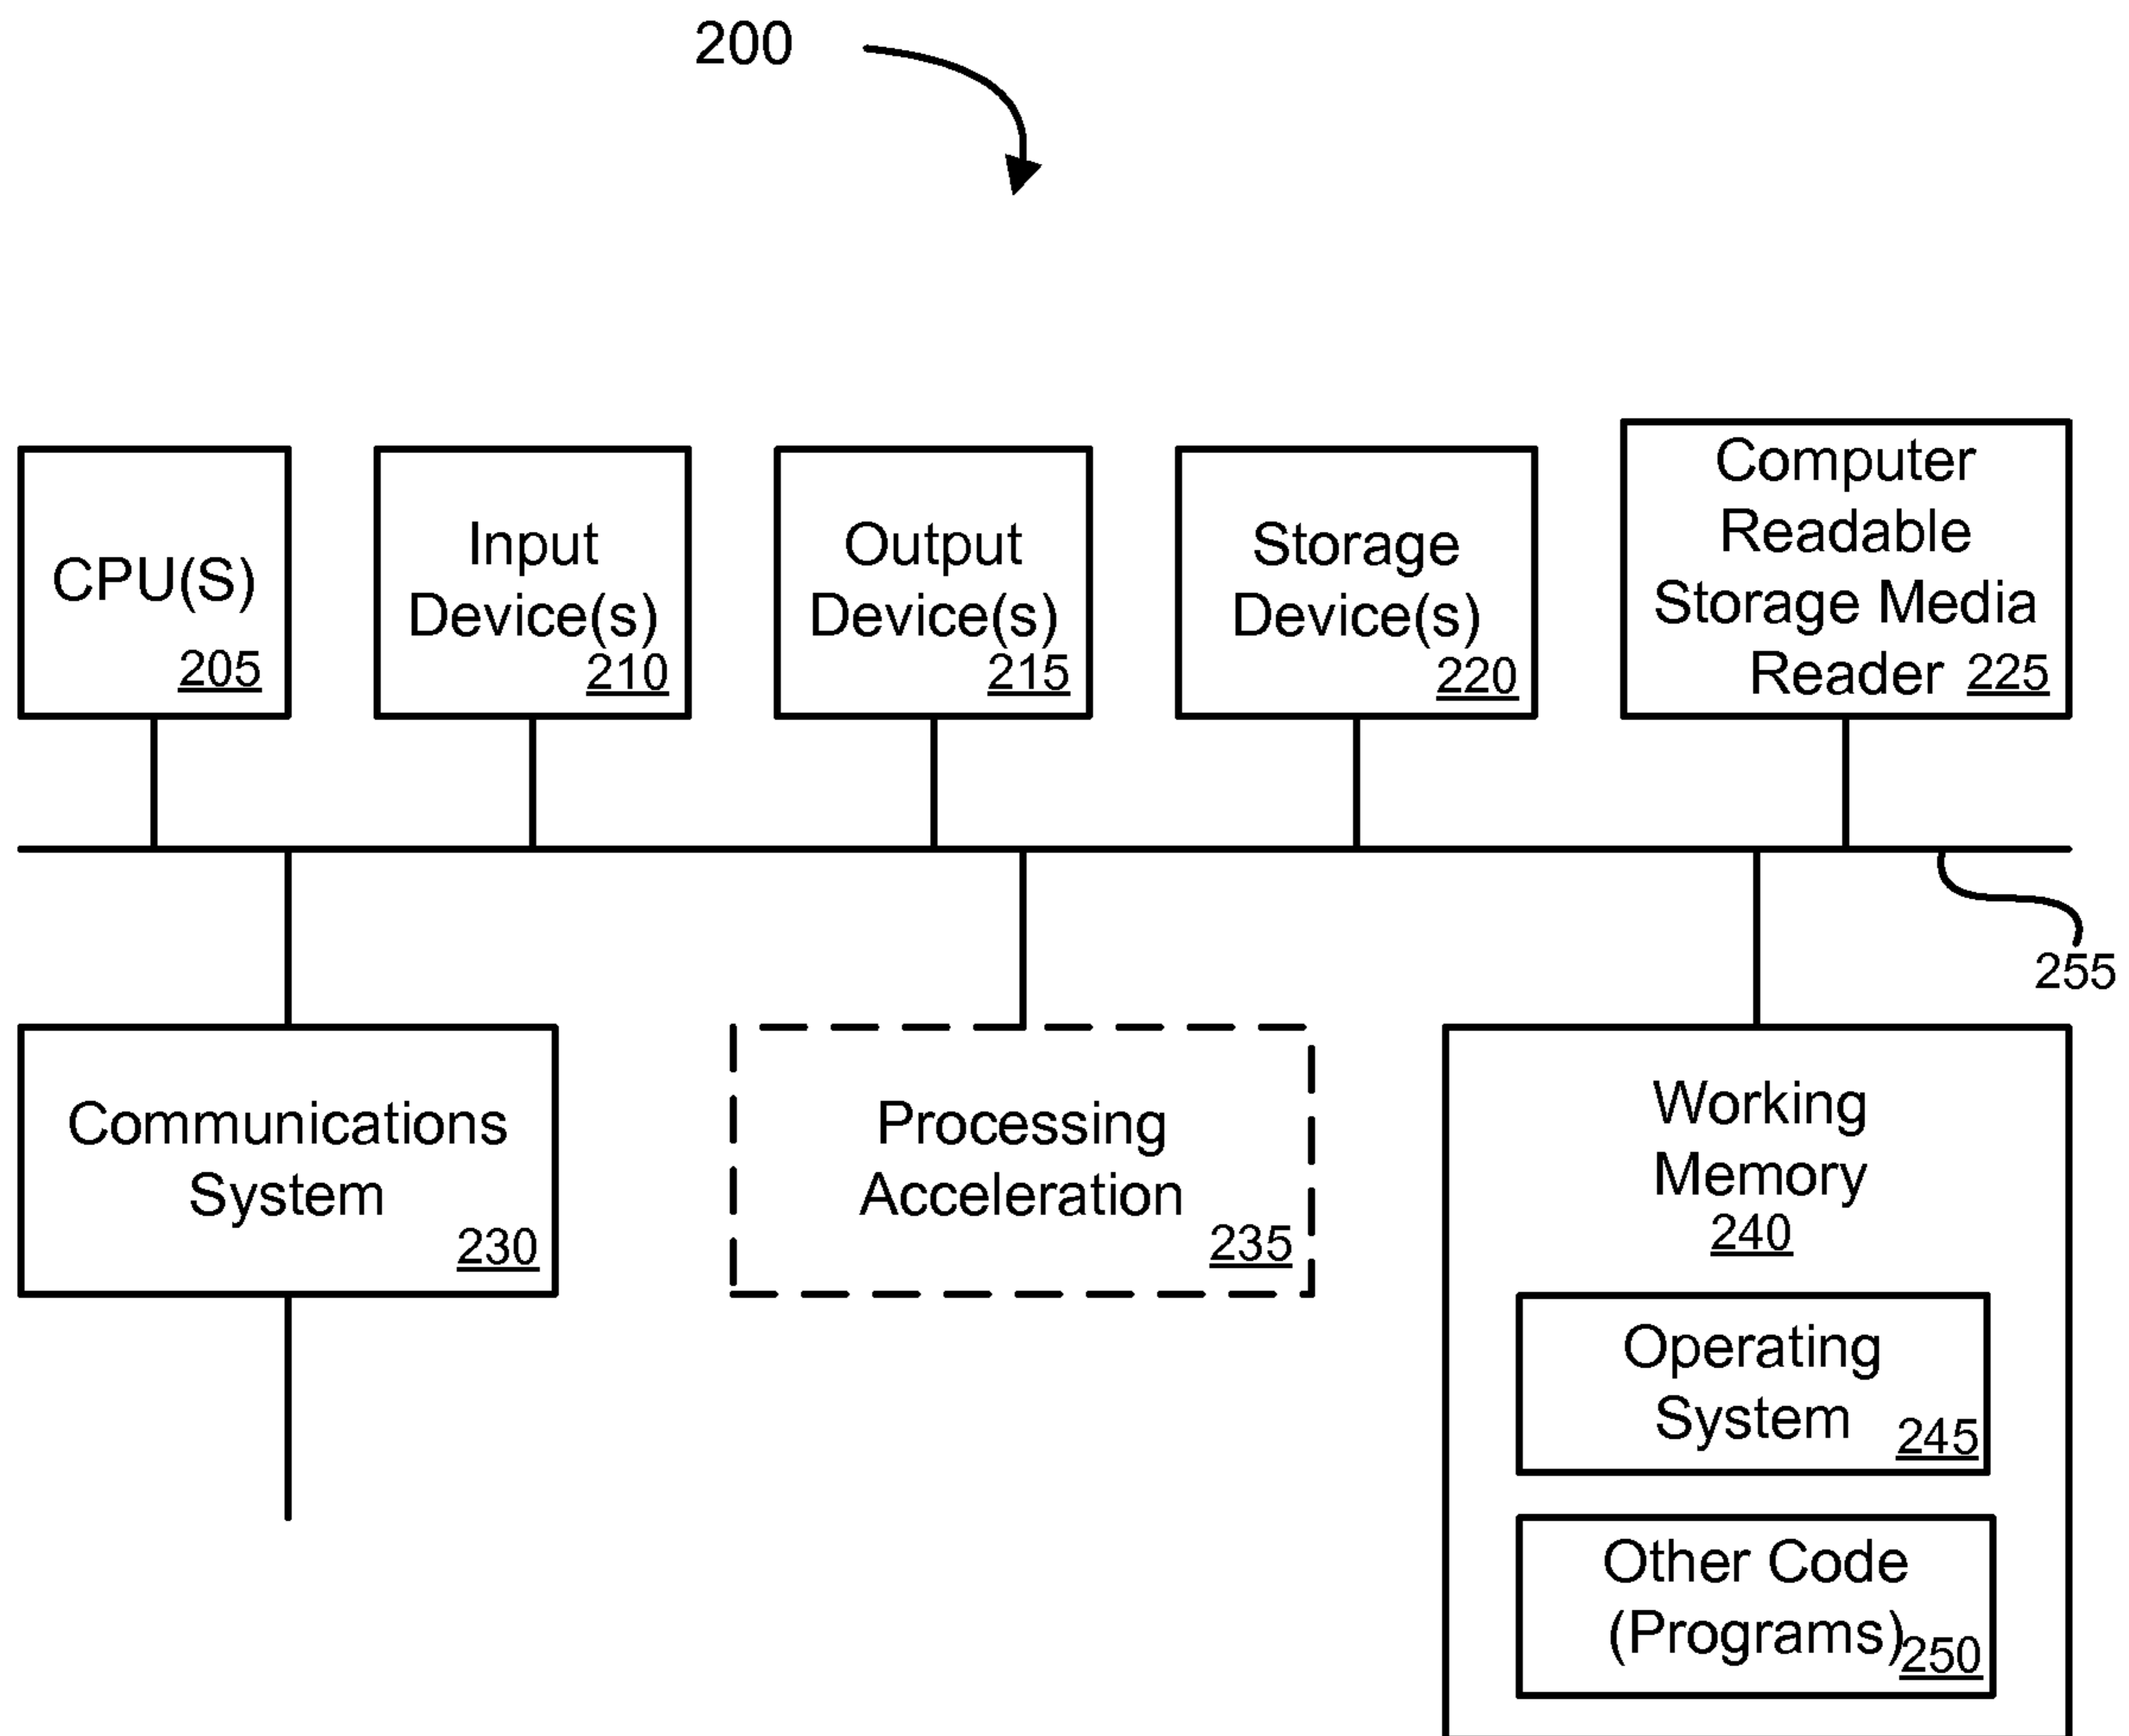 200
CPU(S)
205
Input
Device(s)
210
Output
Device(s)
215
Storage
Device(s)
220
Computer
Readable
Storage Media
Reader 225
255
Communications
System
230
Processing
Acceleration
235
Working
Memory
240
Operating
System
245
Other Code
(Programs)
250